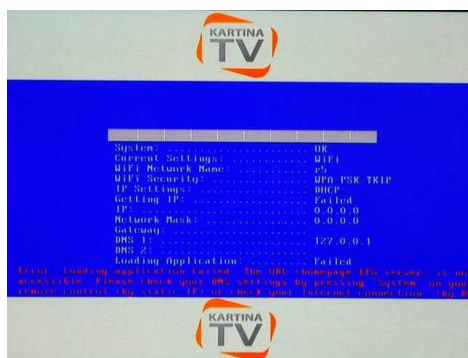 KARTINA
TV
System: .................... OK
Current Settings: .......... WiFi
WiFi Network Name: ......... r5
WiFi Security: ............. WPA PSK TKIP
IP Settings: ............... DHCP
Getting IP: ................ Failed
IP: ........................ 0.0.0.0
Network Mask: .............. 0.0.0.0
Gateway: ...................
DNS 1: ..................... 127.0.0.1
DNS 2: .....................
Loading Application: ....... Failed
Error: Loading application failed. The URL (homepage EPG server) is
accessible. Please check your DNS settings by pressing "System" on
remote control (by static IP) or check your Internet connection (by
KARTINA
TV